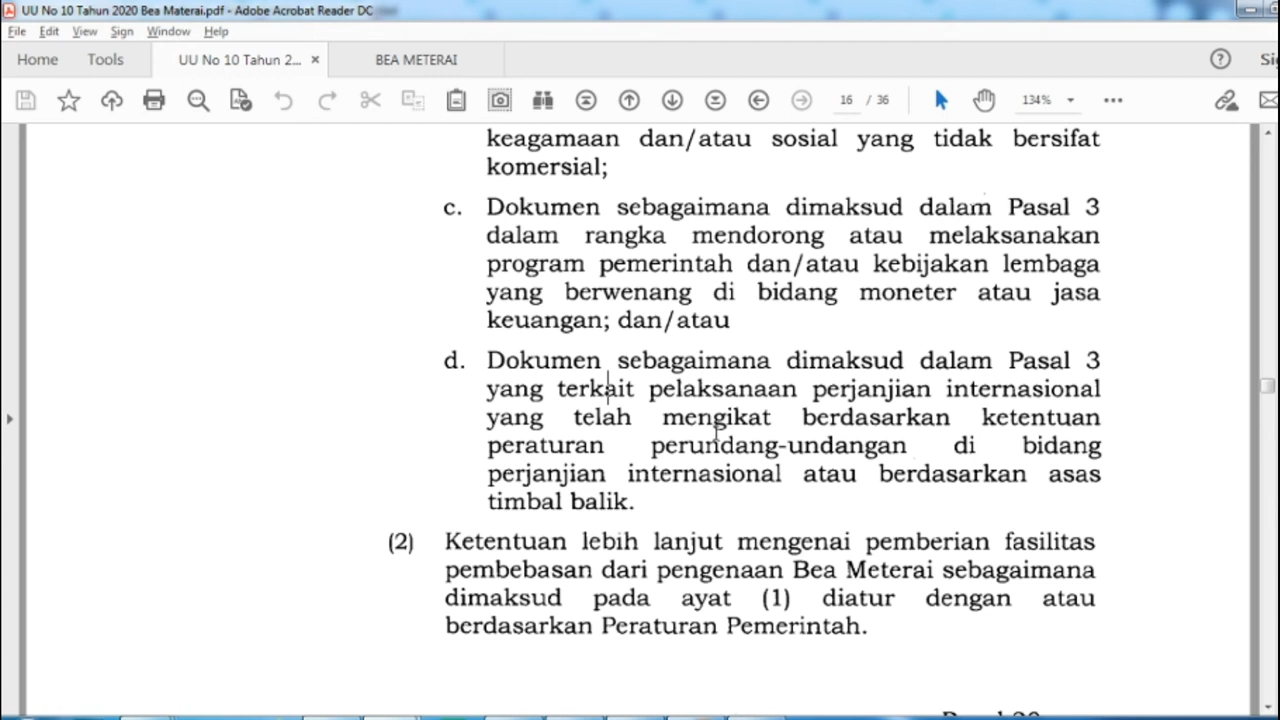 UU No 10 Tahun 2020 Bea Materai.pdf - Adobe Acrobat Reader DC
File Edit View Sign Window Help
Home Tools UU No 10 Tahun 2... × BEA METERAI
16 / 36 134%
keagamaan dan/atau sosial yang tidak bersifat
komersial;
c. Dokumen sebagaimana dimaksud dalam Pasal 3
dalam rangka mendorong atau melaksanakan
program pemerintah dan/atau kebijakan lembaga
yang berwenang di bidang moneter atau jasa
keuangan; dan/atau
d. Dokumen sebagaimana dimaksud dalam Pasal 3
yang terkait pelaksanaan perjanjian internasional
yang telah mengikat berdasarkan ketentuan
peraturan perundang-undangan di bidang
perjanjian internasional atau berdasarkan asas
timbal balik.
(2) Ketentuan lebih lanjut mengenai pemberian fasilitas
pembebasan dari pengenaan Bea Meterai sebagaimana
dimaksud pada ayat (1) diatur dengan atau
berdasarkan Peraturan Pemerintah.